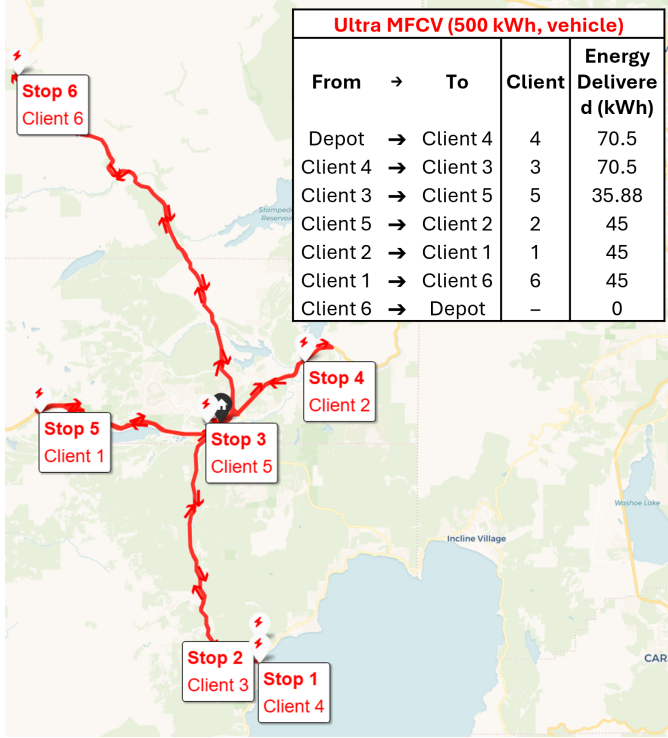 Ultra MFCV (500 kWh, vehicle)
From → To Client Energy Delivere d (kWh)
Depot ➔ Client 4 4 70.5
Client 4 ➔ Client 3 3 70.5
Client 3 ➔ Client 5 5 35.88
Client 5 ➔ Client 2 2 45
Client 2 ➔ Client 1 1 45
Client 1 ➔ Client 6 6 45
Client 6 ➔ Depot – 0
Stop 6
Client 6
Stampede
Reservoir
Stop 4
Client 2
Stop 5
Client 1
Stop 3
Client 5
Washoe Lake
Incline Village
Stop 2
Client 3
Stop 1
Client 4
CAR